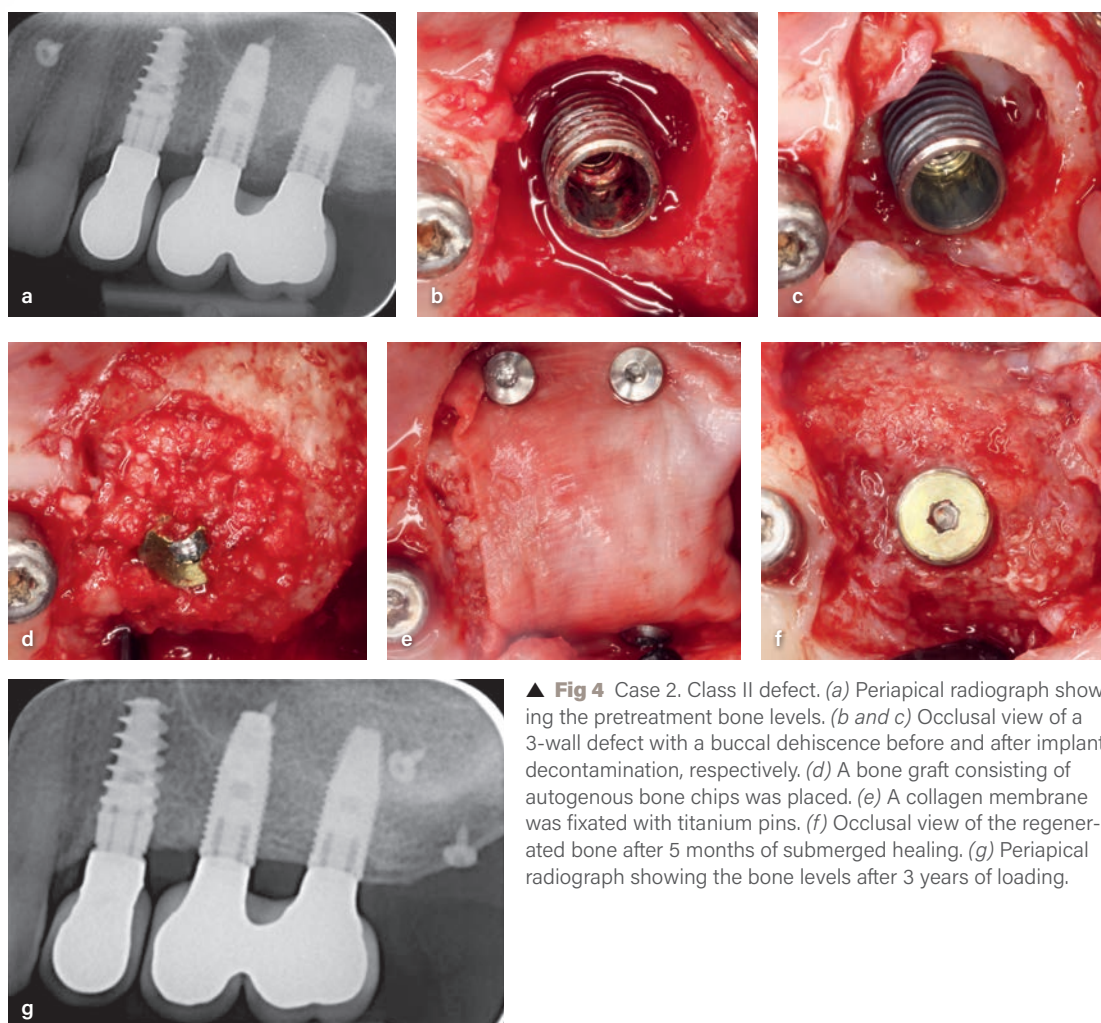 a
b
c
d
e
f
▲ Fig 4 Case 2. Class II defect. (a) Periapical radiograph show-
ing the pretreatment bone levels. (b and c) Occlusal view of a
3-wall defect with a buccal dehiscence before and after implant
decontamination, respectively. (d) A bone graft consisting of
autogenous bone chips was placed. (e) A collagen membrane
was fixated with titanium pins. (f) Occlusal view of the regener-
ated bone after 5 months of submerged healing. (g) Periapical
radiograph showing the bone levels after 3 years of loading.
g